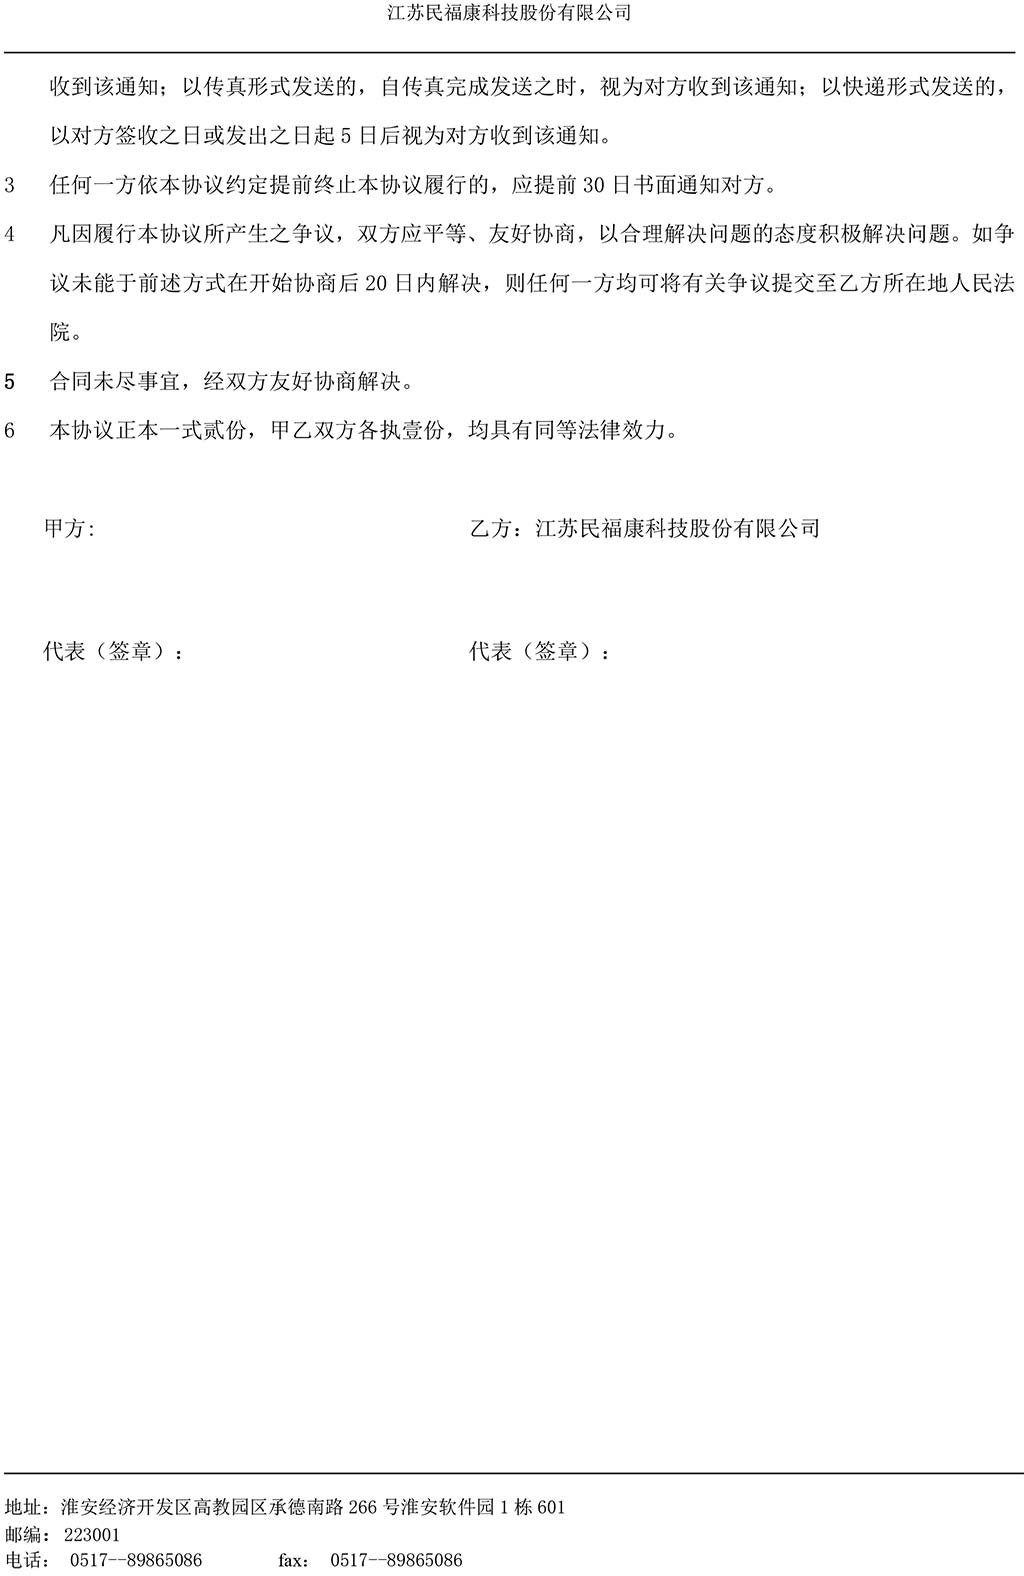 江苏民福康科技股份有限公司
收到该通知；以传真形式发送的，自传真完成发送之时，视为对方收到该通知；以快递形式发送的，
以对方签收之日或发出之日起 5 日后视为对方收到该通知。
3 任何一方依本协议约定提前终止本协议履行的，应提前 30 日书面通知对方。
4 凡因履行本协议所产生之争议，双方应平等、友好协商，以合理解决问题的态度积极解决问题。如争
议未能于前述方式在开始协商后 20 日内解决，则任何一方均可将有关争议提交至乙方所在地人民法
院。
5 合同未尽事宜，经双方友好协商解决。
6 本协议正本一式贰份，甲乙双方各执壹份，均具有同等法律效力。
甲方: 乙方：江苏民福康科技股份有限公司
代表（签章）： 代表（签章）：
地址：淮安经济开发区高教园区承德南路 266 号淮安软件园 1 栋 601
邮编：223001
电话： 0517--89865086 fax： 0517--89865086